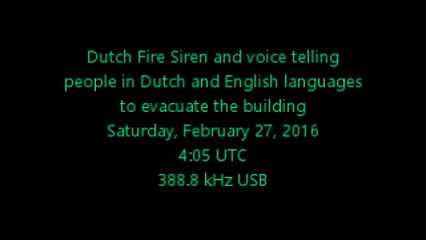 Dutch Fire Siren and voice telling
people in Dutch and English languages
to evacuate the building
Saturday, February 27, 2016
4:05 UTC
388.8 kHz USB